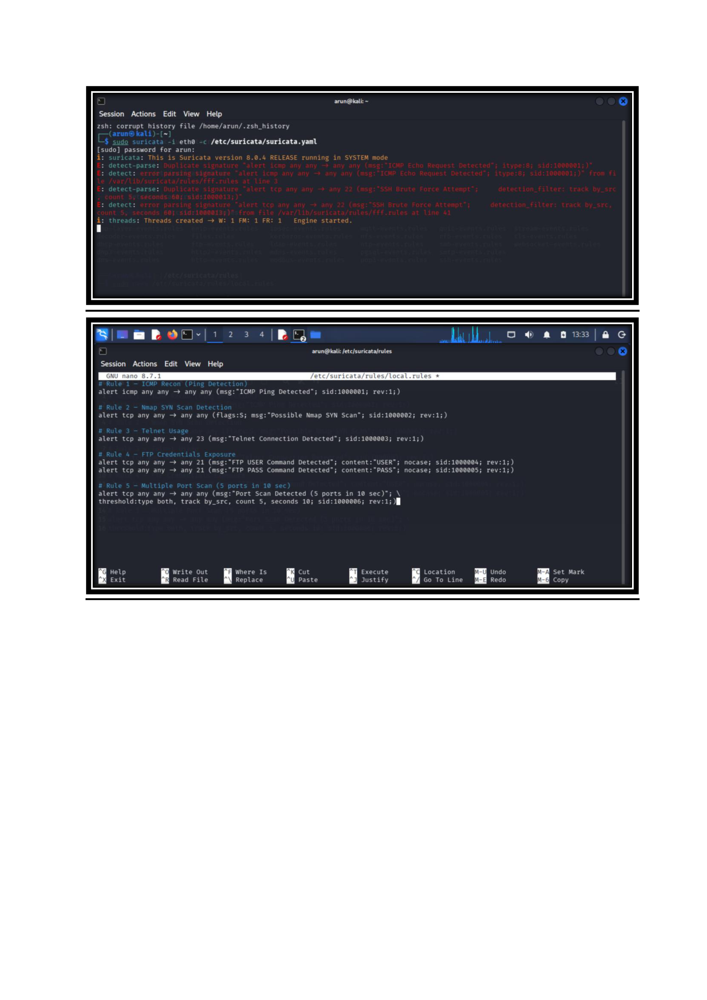 arun@kali: ~
Session Actions Edit View Help
zsh: corrupt history file /home/arun/.zsh_history
(arun㉿kali)-[~]
$ sudo suricata -i eth0 -c /etc/suricata/suricata.yaml
[sudo] password for arun:
i: suricata: This is Suricata version 8.0.4 RELEASE running in SYSTEM mode
E: detect-parse: Duplicate signature "alert icmp any any → any any (msg:"ICMP Echo Request Detected"; itype:8; sid:1000001;)"
E: detect: error parsing signature "alert icmp any any → any any (msg:"ICMP Echo Request Detected"; itype:8; sid:1000001;)" from fi
le /var/lib/suricata/rules/fff.rules at line 3
E: detect-parse: Duplicate signature "alert tcp any any → any 22 (msg:"SSH Brute Force Attempt"; detection_filter: track by_src
, count 5, seconds 60; sid:1000013;)"
E: detect: error parsing signature "alert tcp any any → any 22 (msg:"SSH Brute Force Attempt"; detection_filter: track by_src,
count 5, seconds 60; sid:1000013;)" from file /var/lib/suricata/rules/fff.rules at line 41
i: threads: Threads created → W: 1 FM: 1 FR: 1 Engine started.
/etc/suricata/rules
/etc/suricata/rules/local.rules
1 2 3 4 2 13:33
arun@kali: /etc/suricata/rules
Session Actions Edit View Help
GNU nano 8.7.1 /etc/suricata/rules/local.rules *
# Rule 1 – ICMP Recon (Ping Detection)
alert icmp any any → any any (msg:"ICMP Ping Detected"; sid:1000001; rev:1;)
# Rule 2 – Nmap SYN Scan Detection
alert tcp any any → any any (flags:S; msg:"Possible Nmap SYN Scan"; sid:1000002; rev:1;)
# Rule 3 – Telnet Usage
alert tcp any any → any 23 (msg:"Telnet Connection Detected"; sid:1000003; rev:1;)
# Rule 4 – FTP Credentials Exposure
alert tcp any any → any 21 (msg:"FTP USER Command Detected"; content:"USER"; nocase; sid:1000004; rev:1;)
alert tcp any any → any 21 (msg:"FTP PASS Command Detected"; content:"PASS"; nocase; sid:1000005; rev:1;)
# Rule 5 – Multiple Port Scan (5 ports in 10 sec)
alert tcp any any → any any (msg:"Port Scan Detected (5 ports in 10 sec)"; \
threshold:type both, track by_src, count 5, seconds 10; sid:1000006; rev:1;)
^G Help ^O Write Out ^F Where Is ^K Cut ^T Execute ^C Location M-U Undo M-A Set Mark
^X Exit ^R Read File ^\ Replace ^U Paste ^J Justify ^/ Go To Line M-E Redo M-6 Copy